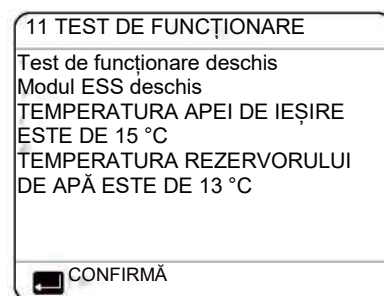 11 TEST DE FUNCȚIONARE
Test de funcționare deschis
Modul ESS deschis
TEMPERATURA APEI DE IEȘIRE
ESTE DE 15 °C
TEMPERATURA REZERVORULUI
DE APĂ ESTE DE 13 °C
CONFIRMĂ